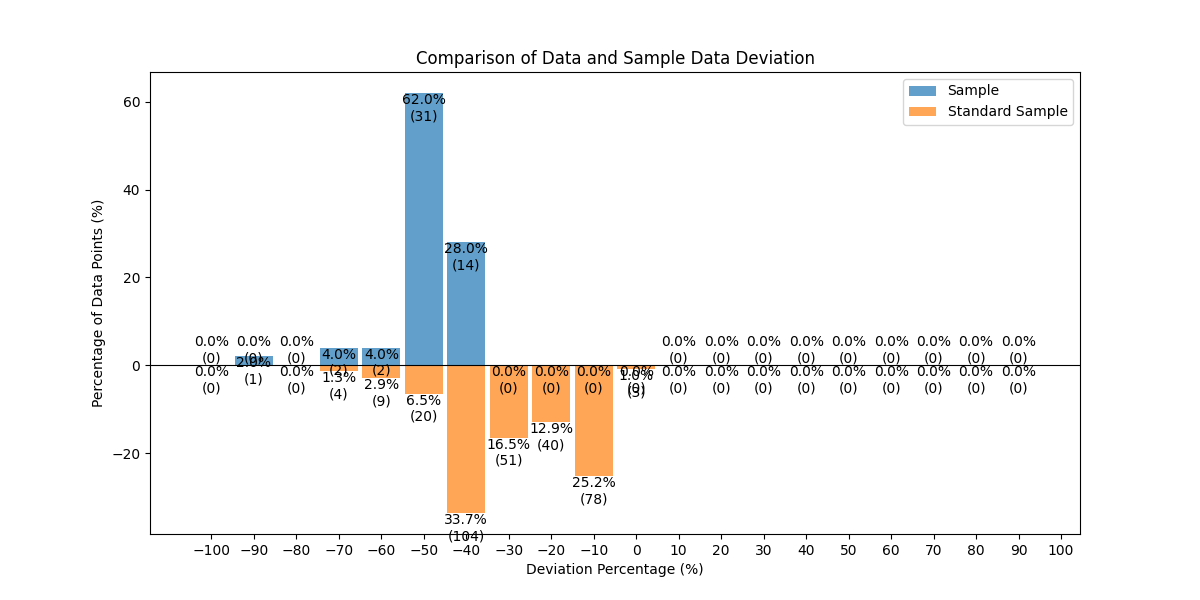 Comparison of Data and Sample Data Deviation
Sample
Standard Sample
Percentage of Data Points (%)
60
40
20
0
−20
62.0%
(31)
28.0%
(14)
0.0% 0.0% 0.0%
(0) (0) (0)
4.0% 4.0%
(2) (2)
0.0% 0.0% 0.0% 0.0% 0.0% 0.0% 0.0% 0.0% 0.0%
(0) (0) (0) (0) (0) (0) (0) (0) (0)
0.0% 2.0% 0.0%
(0) (1) (0)
0.0% 0.0% 0.0% 0.0%
(0) (0) (0) (0)
0.0% 0.0% 0.0% 0.0% 0.0% 0.0% 0.0% 0.0% 0.0%
(0) (0) (0) (0) (0) (0) (0) (0) (0)
1.3%
(4)
2.9%
(9)
6.5%
(20)
33.7%
(104)
16.5%
(51)
12.9%
(40)
25.2%
(78)
1.0%
(3)
−100 −90 −80 −70 −60 −50 −40 −30 −20 −10 0 10 20 30 40 50 60 70 80 90 100
Deviation Percentage (%)